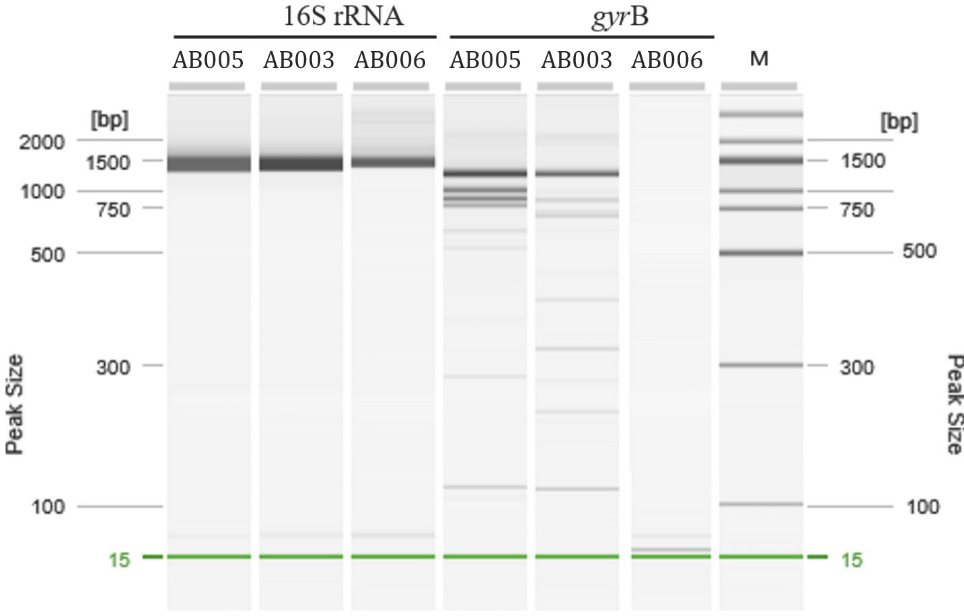 16S rRNA gyrB
AB005 AB003 AB006 AB005 AB003 AB006 M
[bp] [bp]
2000
1500 1500
1000
750 750
500 500
300 300
Peak Size Peak Size
100 100
15 15